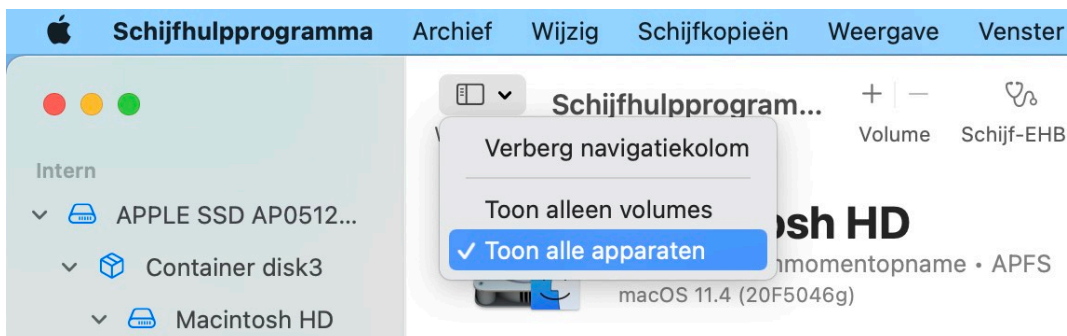 Schijfhulpprogramma Archief Wijzig Schijfkopieën Weergave Venster
Schijfhulpprogram...
Volume Schijf-EHB
Verberg navigatiekolom
Toon alleen volumes
Toon alle apparaten
Intern
APPLE SSD AP0512...
Container disk3
Macintosh HD
osh HD
momentopname • APFS
macOS 11.4 (20F5046g)